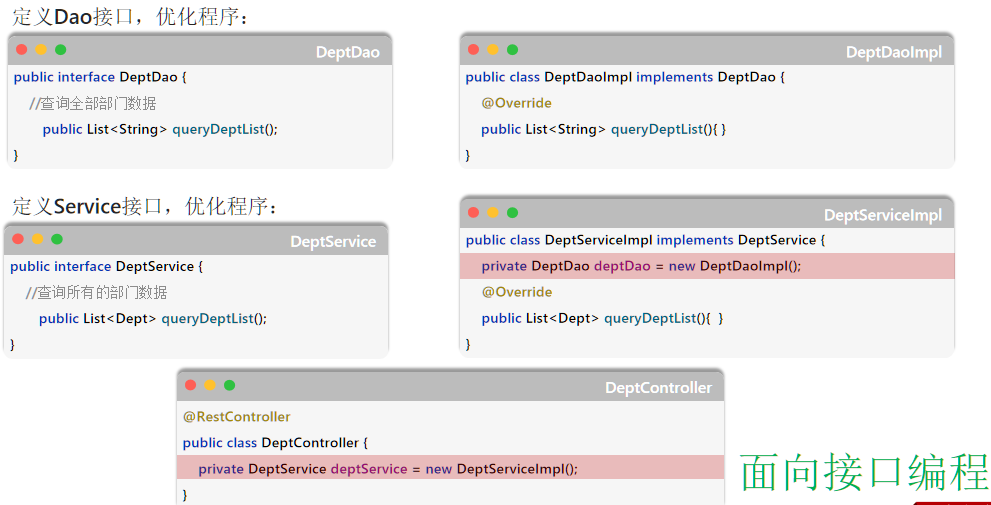 定义Dao接口，优化程序：
DeptDao
public interface DeptDao {
//查询全部部门数据
public List<String> queryDeptList();
}
DeptDaoImpl
public class DeptDaoImpl implements DeptDao {
@Override
public List<String> queryDeptList(){ }
}
定义Service接口，优化程序：
DeptService
public interface DeptService {
//查询所有的部门数据
public List<Dept> queryDeptList();
}
DeptServiceImpl
public class DeptServiceImpl implements DeptService {
private DeptDao deptDao = new DeptDaoImpl();
@Override
public List<Dept> queryDeptList(){ }
}
DeptController
@RestController
public class DeptController {
private DeptService deptService = new DeptServiceImpl();
}
面向接口编程